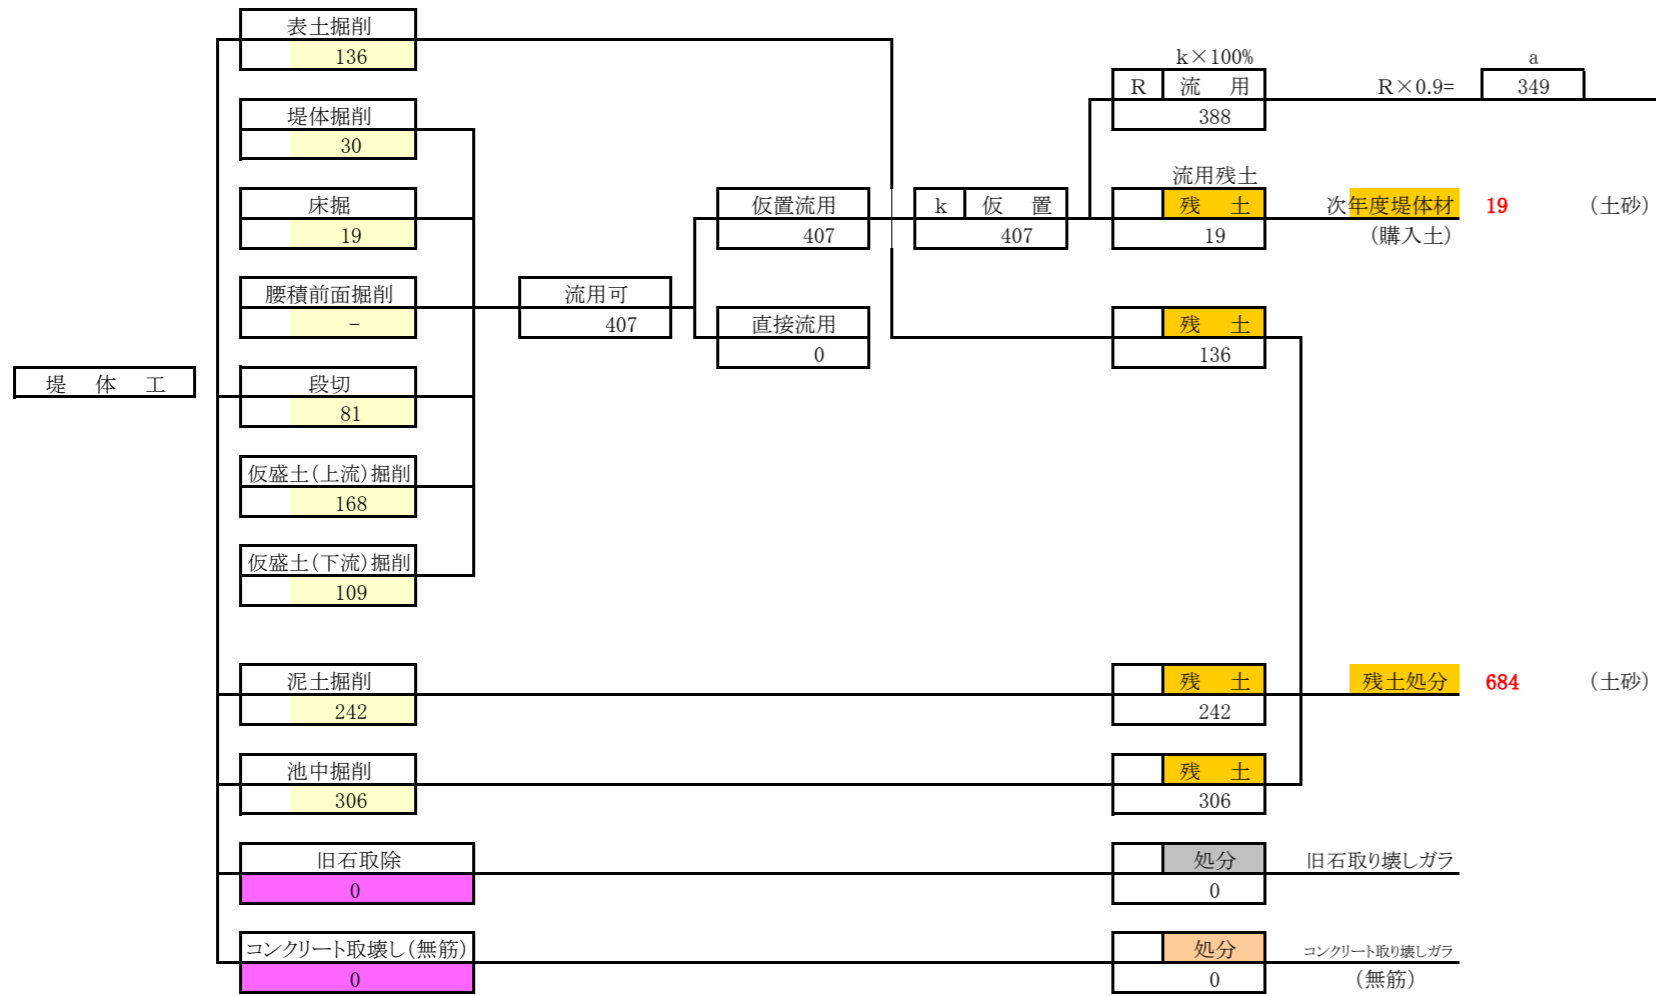 表土掘削
136
k×100%
a
R 流 用
R×0.9=
349
388
堤体掘削
30
流用残土
床掘
19
仮置流用
407
k 仮 置
407
残 土
19
次年度堤体材
19
(土砂)
(購入土)
腰積前面掘削
-
流用可
407
直接流用
0
残 土
136
堤 体 工
段切
81
仮盛土(上流)掘削
168
仮盛土(下流)掘削
109
泥土掘削
242
残 土
242
残土処分
684
(土砂)
池中掘削
306
残 土
306
旧石取除
0
処分
0
旧石取り壊しガラ
コンクリート取壊し(無筋)
0
処分
0
コンクリート取り壊しガラ
(無筋)